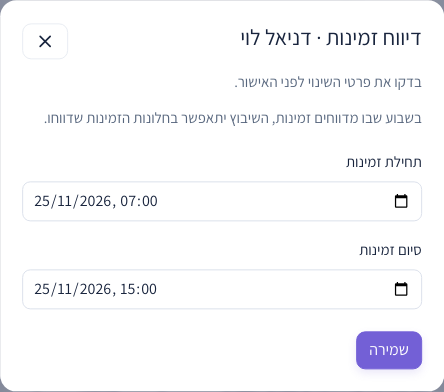 דיווח זמינות · דניאל לוי
בדקו את פרטי השינוי לפני האישור.
בשבוע שבו מדווחים זמינות, השיבוץ יתאפשר בחלונות הזמינות שדווחו.
תחילת זמינות
25/11/2026, 07:00
סיום זמינות
25/11/2026, 15:00
שמירה